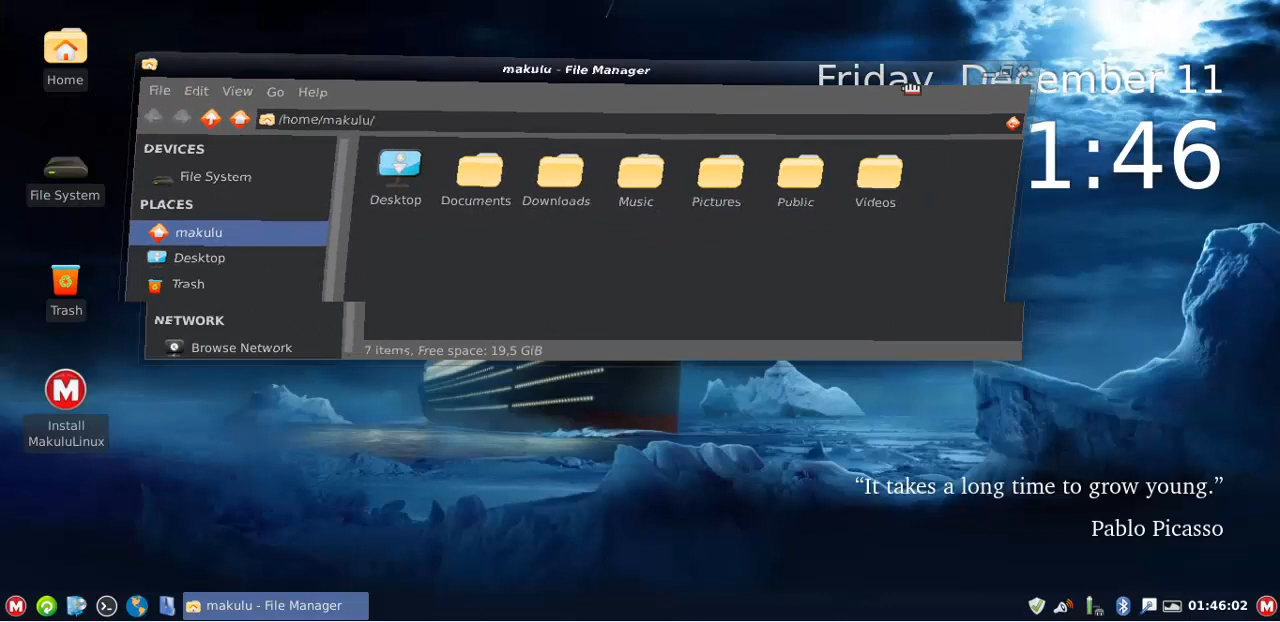 Home
File System
Trash
Install
MakuluLinux
makulu - File Manager
File Edit View Go Help
/home/makulu/
DEVICES
File System
PLACES
makulu
Desktop
Trash
NETWORK
Browse Network
Desktop Documents Downloads Music Pictures Public Videos
7 items, Free space: 19,5 GiB
Friday, December 11
1:46
“It takes a long time to grow young.”
Pablo Picasso
makulu - File Manager
01:46:02